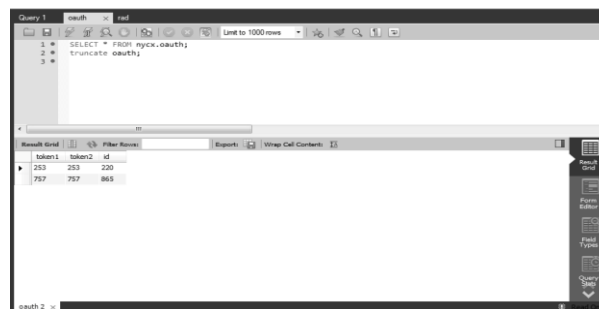 Query 1 oauth × rad
Limit to 1000 rows
1 SELECT * FROM nycx.oauth;
2 truncate oauth;
3
Result Grid Filter Rows: Export: Wrap Cell Content:
token1 token2 id
253 253 220
757 757 865
Result Grid
Form Editor
Field Types
Query Stats
oauth 2 ×